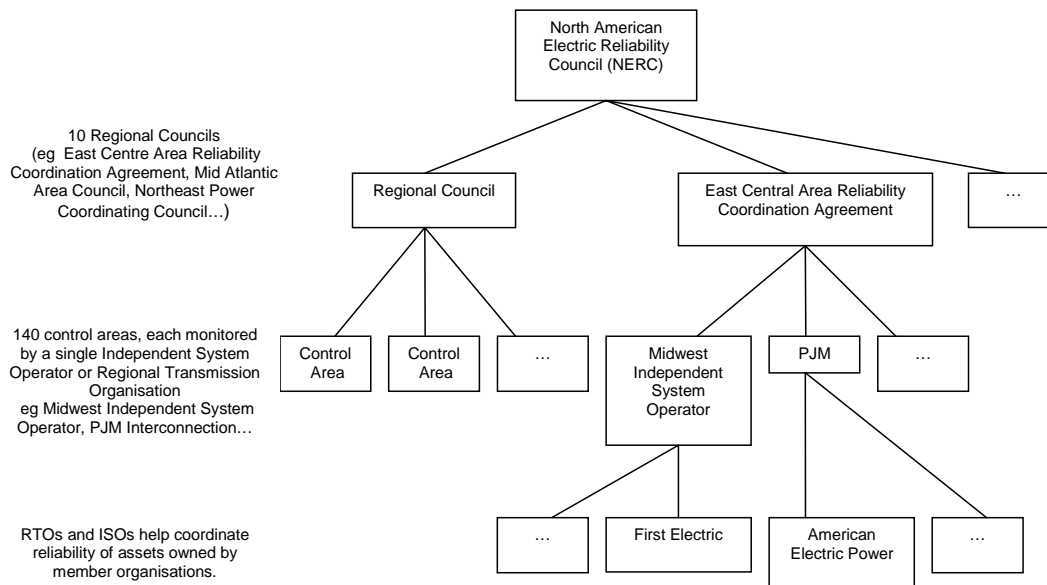 North American
Electric Reliability
Council (NERC)
10 Regional Councils
(eg East Centre Area Reliability
Coordination Agreement, Mid Atlantic
Area Council, Northeast Power
Coordinating Council…)
Regional Council
East Central Area Reliability
Coordination Agreement
…
140 control areas, each monitored
by a single Independent System
Operator or Regional Transmission
Organisation
eg Midwest Independent System
Operator, PJM Interconnection…
Control
Area
Control
Area
…
Midwest
Independent
System
Operator
PJM
…
RTOs and ISOs help coordinate
reliability of assets owned by
member organisations.
…
First Electric
American
Electric Power
…